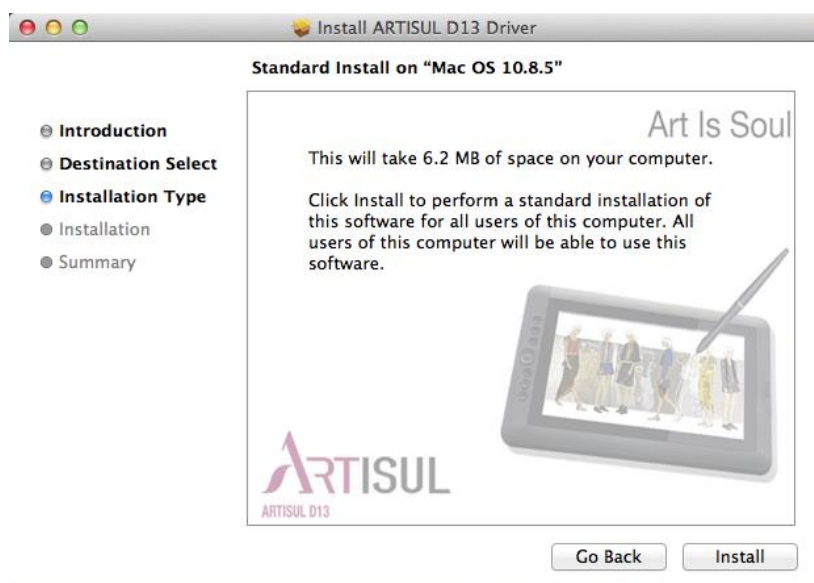 Install ARTISUL D13 Driver
Standard Install on “Mac OS 10.8.5”
Introduction
Destination Select
Installation Type
Installation
Summary
Art Is Soul
This will take 6.2 MB of space on your computer.
Click Install to perform a standard installation of
this software for all users of this computer. All
users of this computer will be able to use this
software.
ARTISUL
ARTISUL D13
Go Back
Install